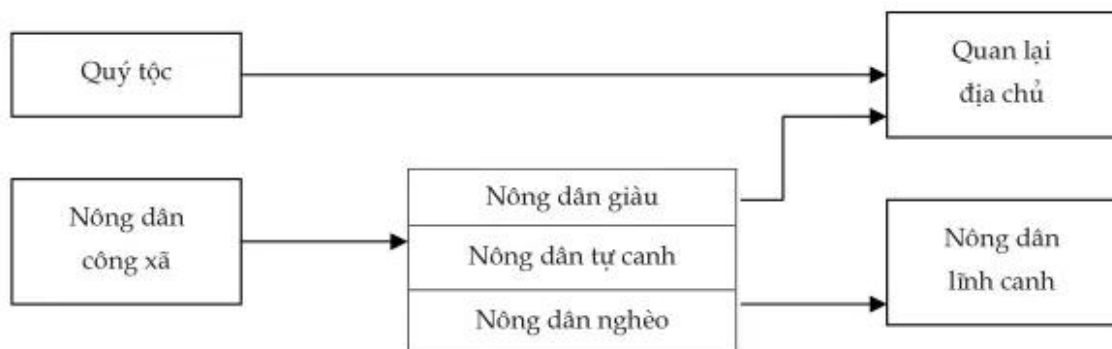 Quý tộc
Quan lại
địa chủ
Nông dân
công xã
Nông dân giàu
Nông dân tự canh
Nông dân nghèo
Nông dân
lĩnh canh